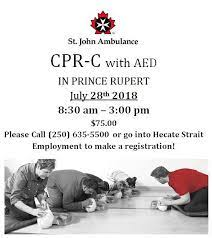 St. John Ambulance
CPR-C with AED
IN PRINCE RUPERT
July 28th 2018
8:30 am – 3:00 pm
$75.00
Please Call (250) 635-5500 or go into Hecate Strait
Employment to make a registration!